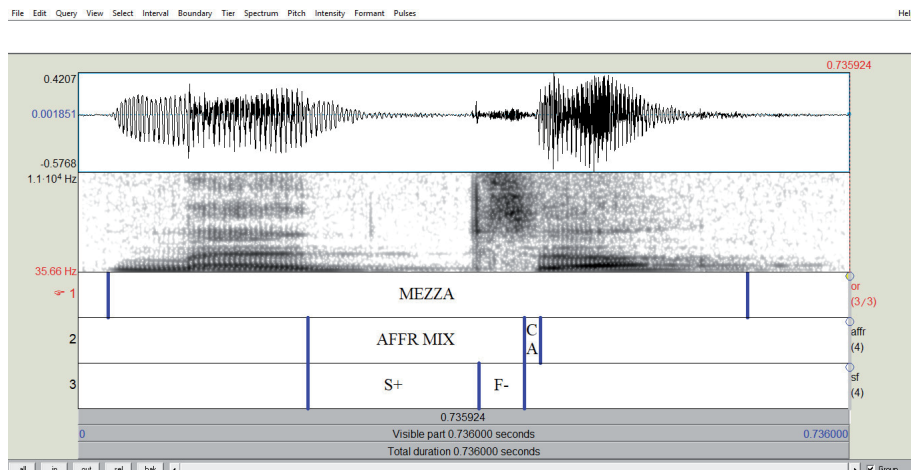 File Edit Query View Select Interval Boundary Tier Spectrum Pitch Intensity Formant Pulses Hel
0.735924
0.4207
0.001851
-0.5768
1.1·10⁴ Hz
35.66 Hz
☞ 1 MEZZA or (3/3)
2 AFFR MIX C A affr (4)
3 S+ F- sf (4)
0.735924
0 Visible part 0.736000 seconds 0.736000
Total duration 0.736000 seconds
all in out sel bak Group